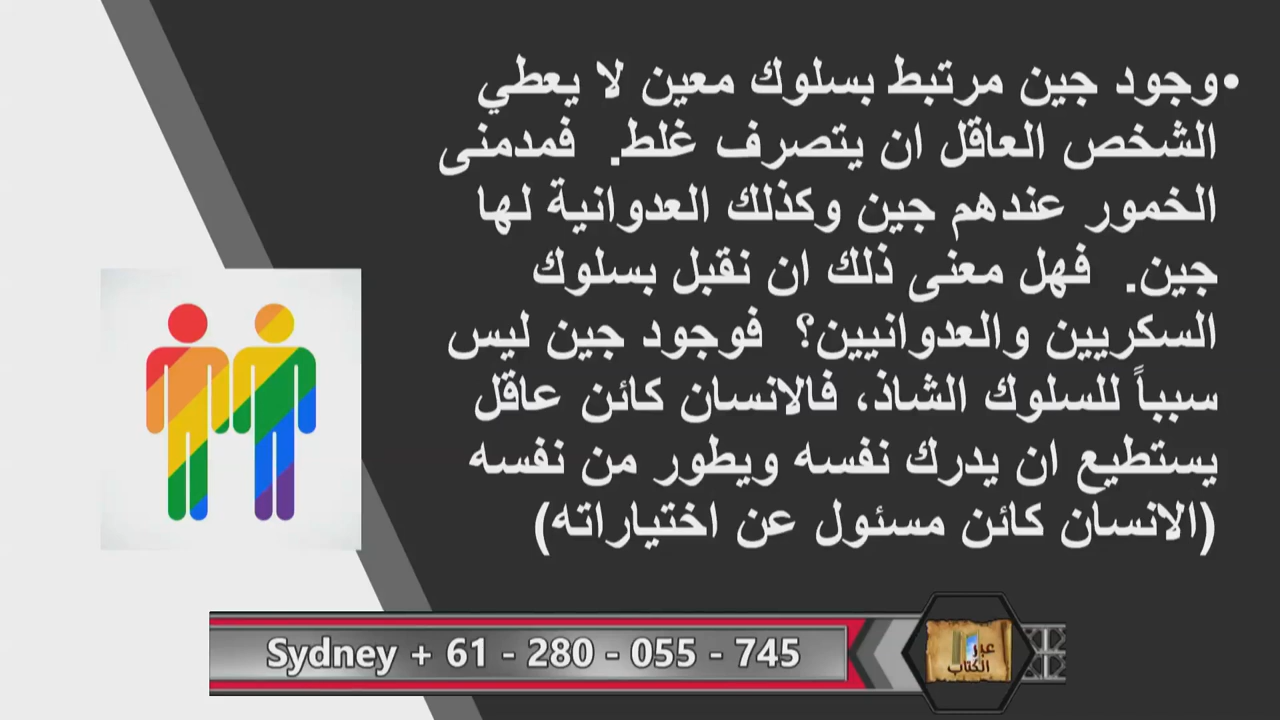 •وجود جين مرتبط بسلوك معين لا يعطي
الشخص العاقل ان يتصرف غلط. فمدمنى
الخمور عندهم جين وكذلك العدوانية لها
جين. فهل معنى ذلك ان نقبل بسلوك
السكريين والعدوانيين؟ فوجود جين ليس
سبباً للسلوك الشاذ، فالانسان كائن عاقل
يستطيع ان يدرك نفسه ويطور من نفسه
(الانسان كائن مسئول عن اختياراته)
Sydney + 61 - 280 - 055 - 745
عبر
الكتاب